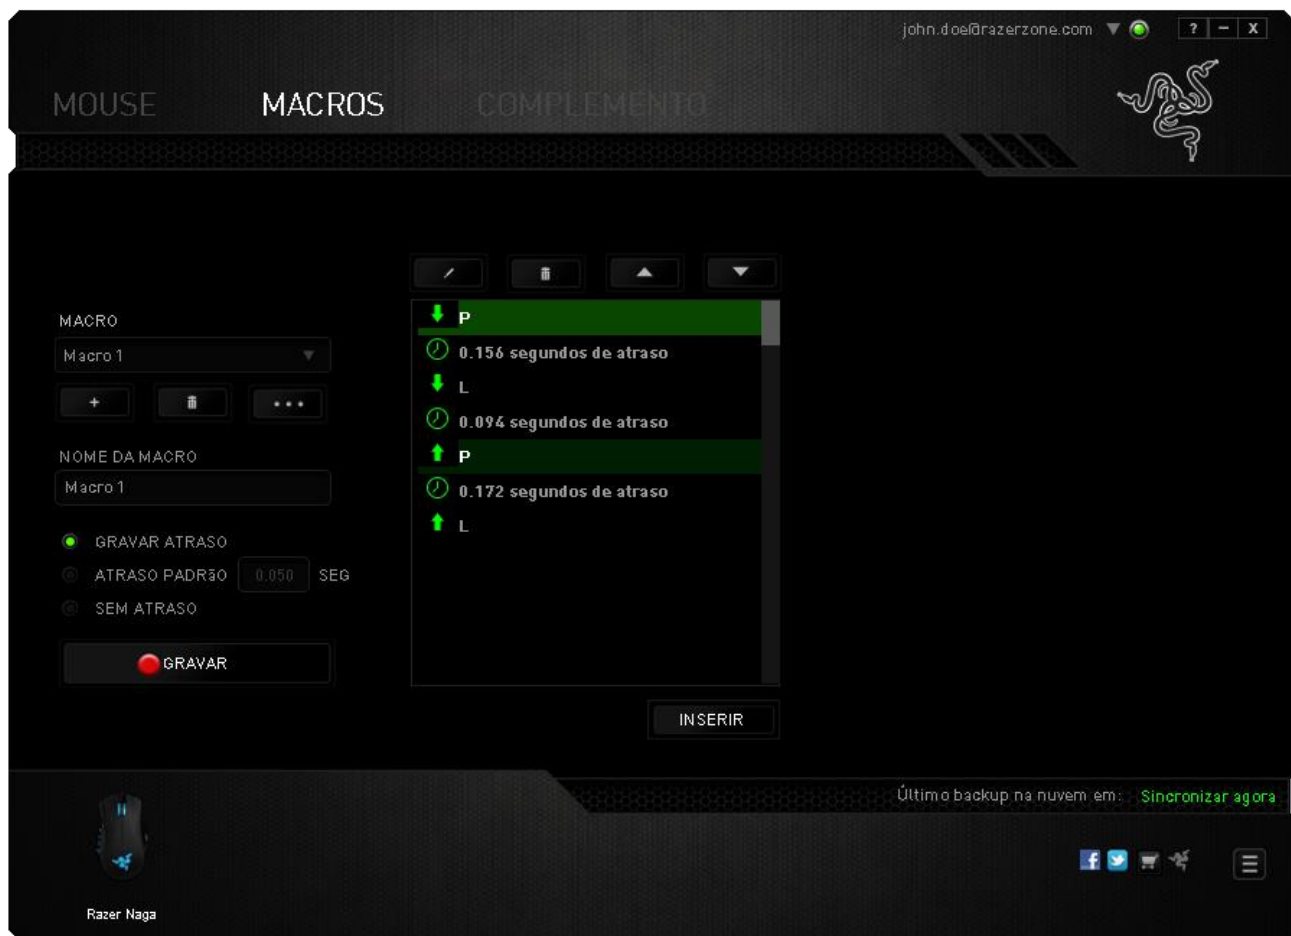 john.doe@razerzone.com
? - X
MOUSE MACROS COMPLEMENTO
MACRO
Macro 1
+
...
NOME DA MACRO
Macro 1
GRAVAR ATRASO
ATRASO PADRãO 0.050 SEG
SEM ATRASO
GRAVAR
P
0.156 segundos de atraso
L
0.094 segundos de atraso
P
0.172 segundos de atraso
L
INSERIR
Último backup na nuvem em: Sincronizar agora
f
Razer Naga